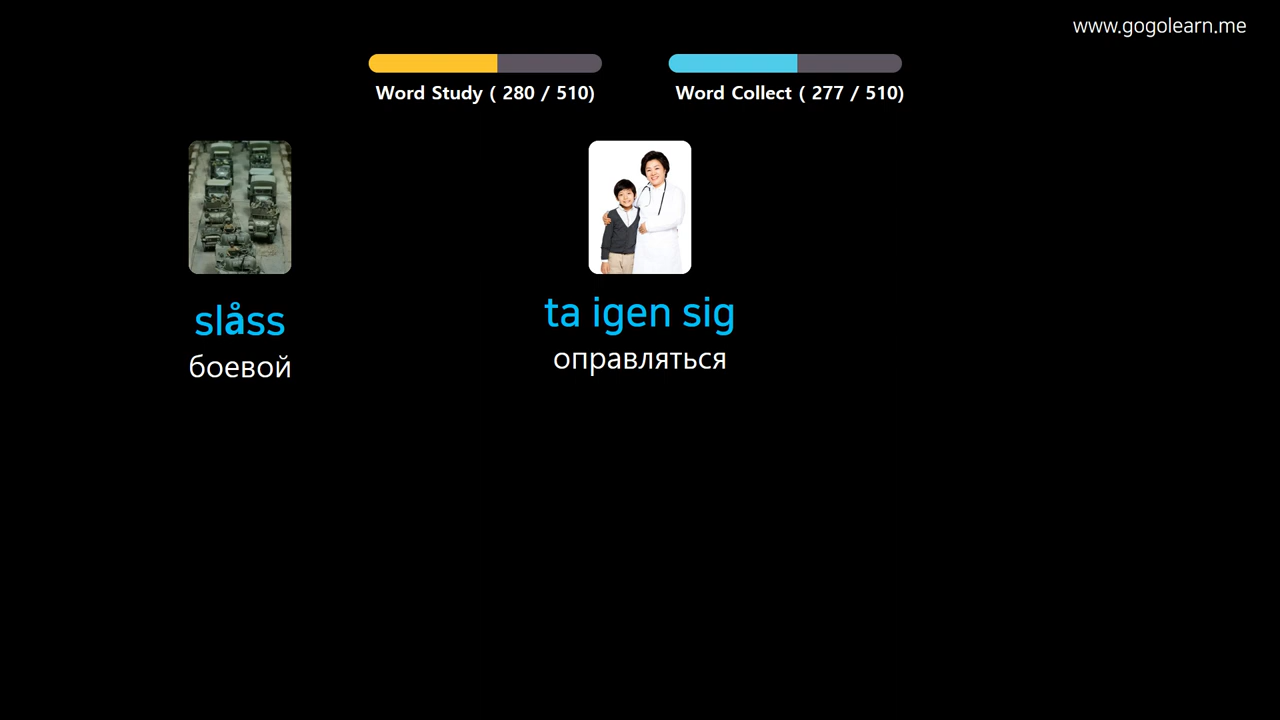 www.gogolearn.me
Word Study ( 280 / 510)
Word Collect ( 277 / 510)
slåss
боевой
ta igen sig
оправляться